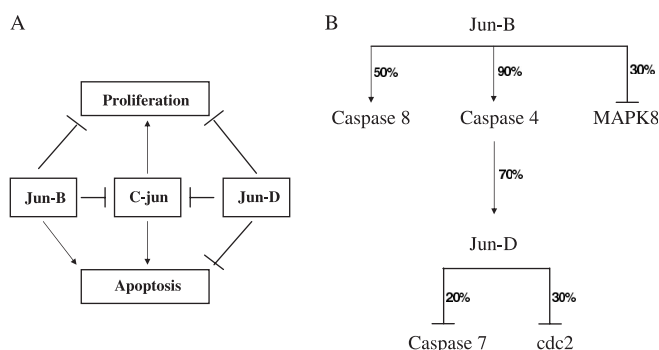 A
Proliferation
Jun-B
C-jun
Jun-D
Apoptosis
B
Jun-B
50%
90%
30%
Caspase 8
Caspase 4
MAPK8
70%
Jun-D
20%
30%
Caspase 7
cdc2